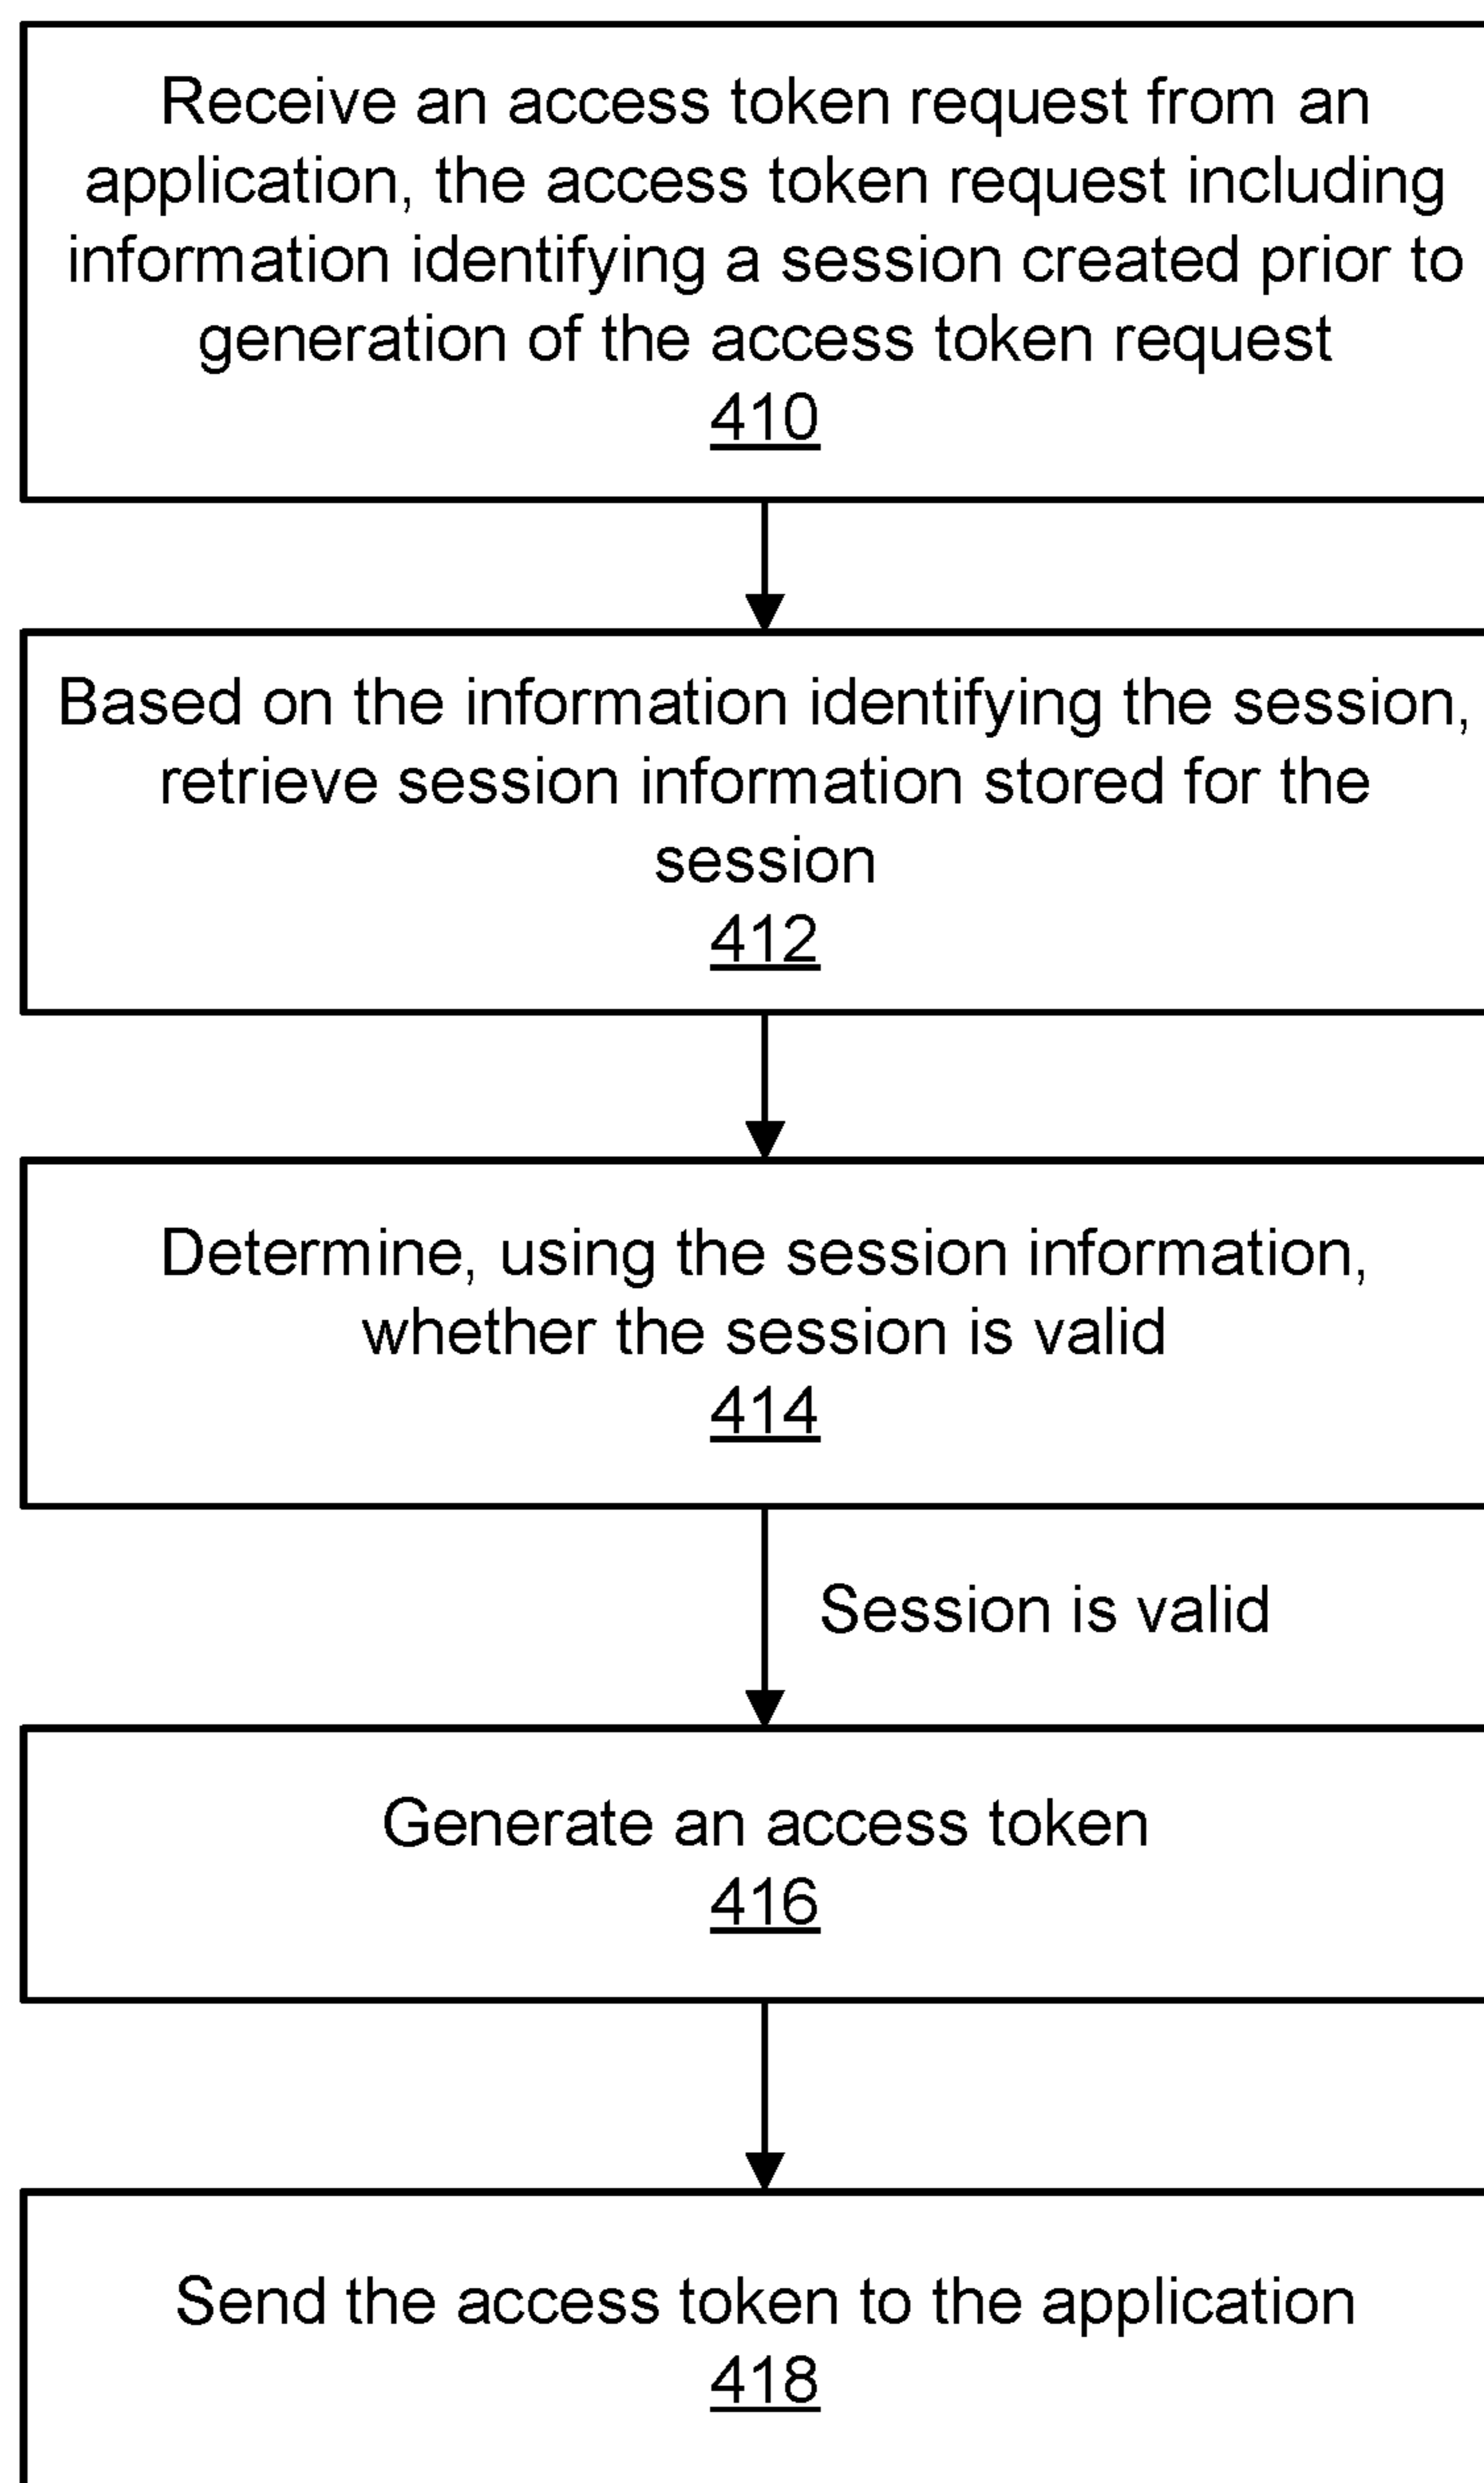 Receive an access token request from an
application, the access token request including
information identifying a session created prior to
generation of the access token request
410
Based on the information identifying the session,
retrieve session information stored for the
session
412
Determine, using the session information,
whether the session is valid
414
Session is valid
Generate an access token
416
Send the access token to the application
418